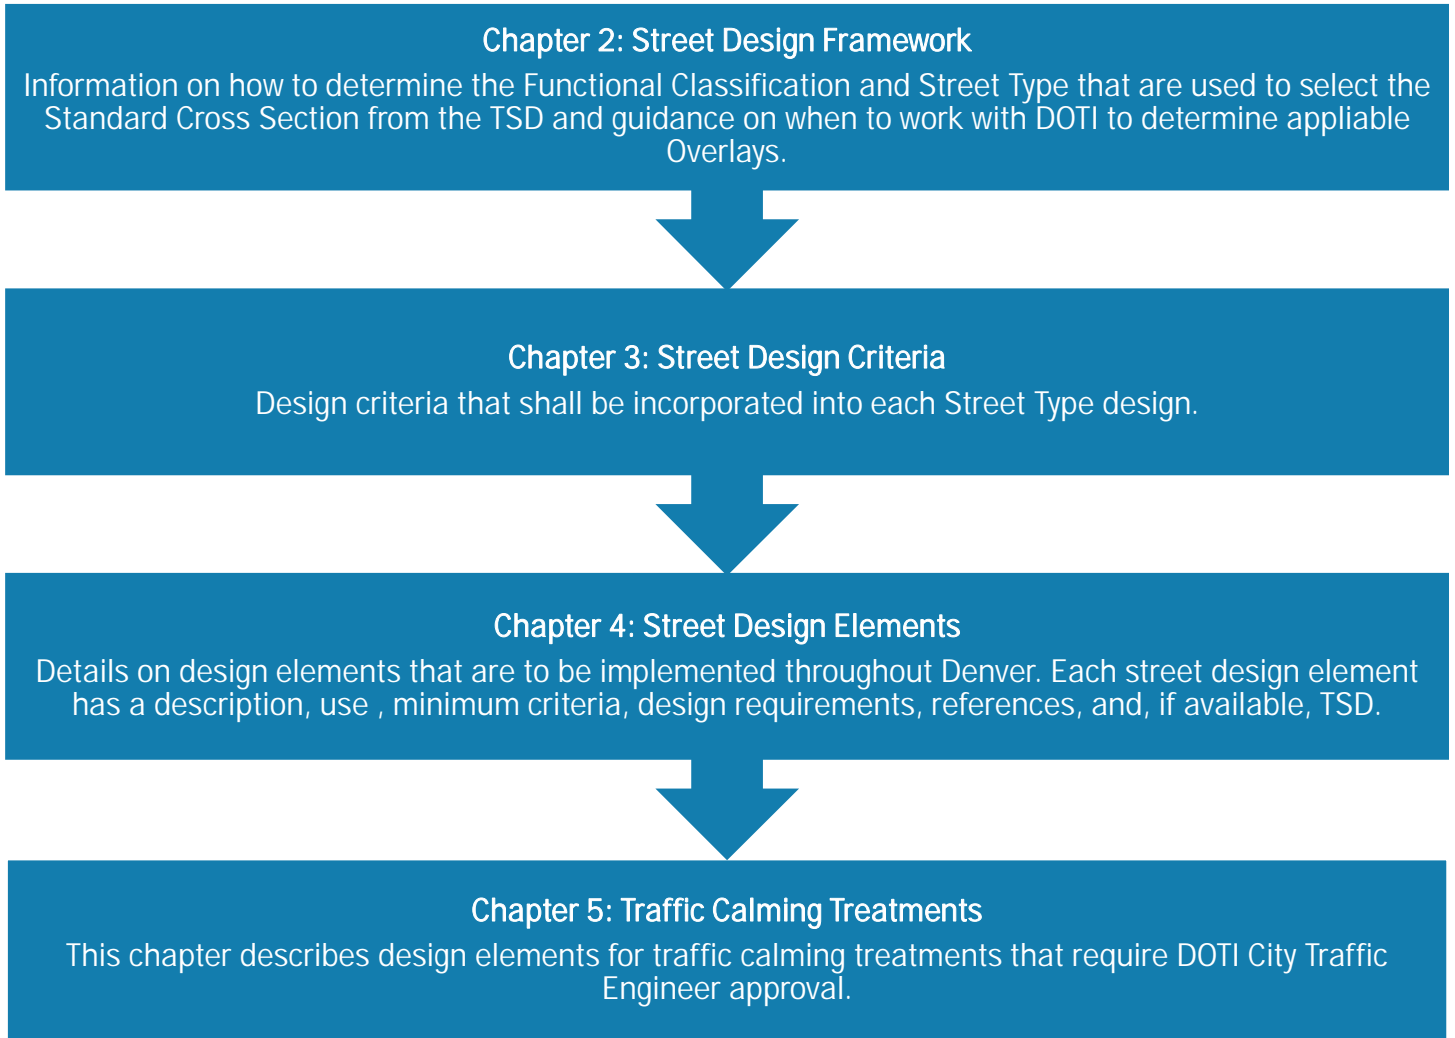 Chapter 2: Street Design Framework
Information on how to determine the Functional Classification and Street Type that are used to select the
Standard Cross Section from the TSD and guidance on when to work with DOTI to determine appliable
Overlays.
Chapter 3: Street Design Criteria
Design criteria that shall be incorporated into each Street Type design.
Chapter 4: Street Design Elements
Details on design elements that are to be implemented throughout Denver. Each street design element
has a description, use , minimum criteria, design requirements, references, and, if available, TSD.
Chapter 5: Traffic Calming Treatments
This chapter describes design elements for traffic calming treatments that require DOTI City Traffic
Engineer approval.